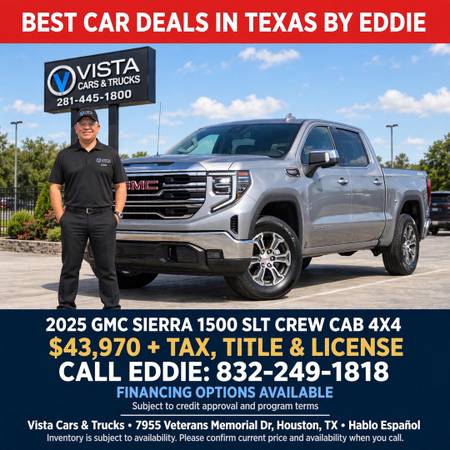 BEST CAR DEALS IN TEXAS BY EDDIE
V VISTA
CARS & TRUCKS
281-445-1800
VISTA
GMC
2025 GMC SIERRA 1500 SLT CREW CAB 4X4
$43,970 + TAX, TITLE & LICENSE
CALL EDDIE: 832-249-1818
FINANCING OPTIONS AVAILABLE
Subject to credit approval and program terms
Vista Cars & Trucks • 7955 Veterans Memorial Dr, Houston, TX • Hablo Español
Inventory is subject to availability. Please confirm current price and availability when you call.